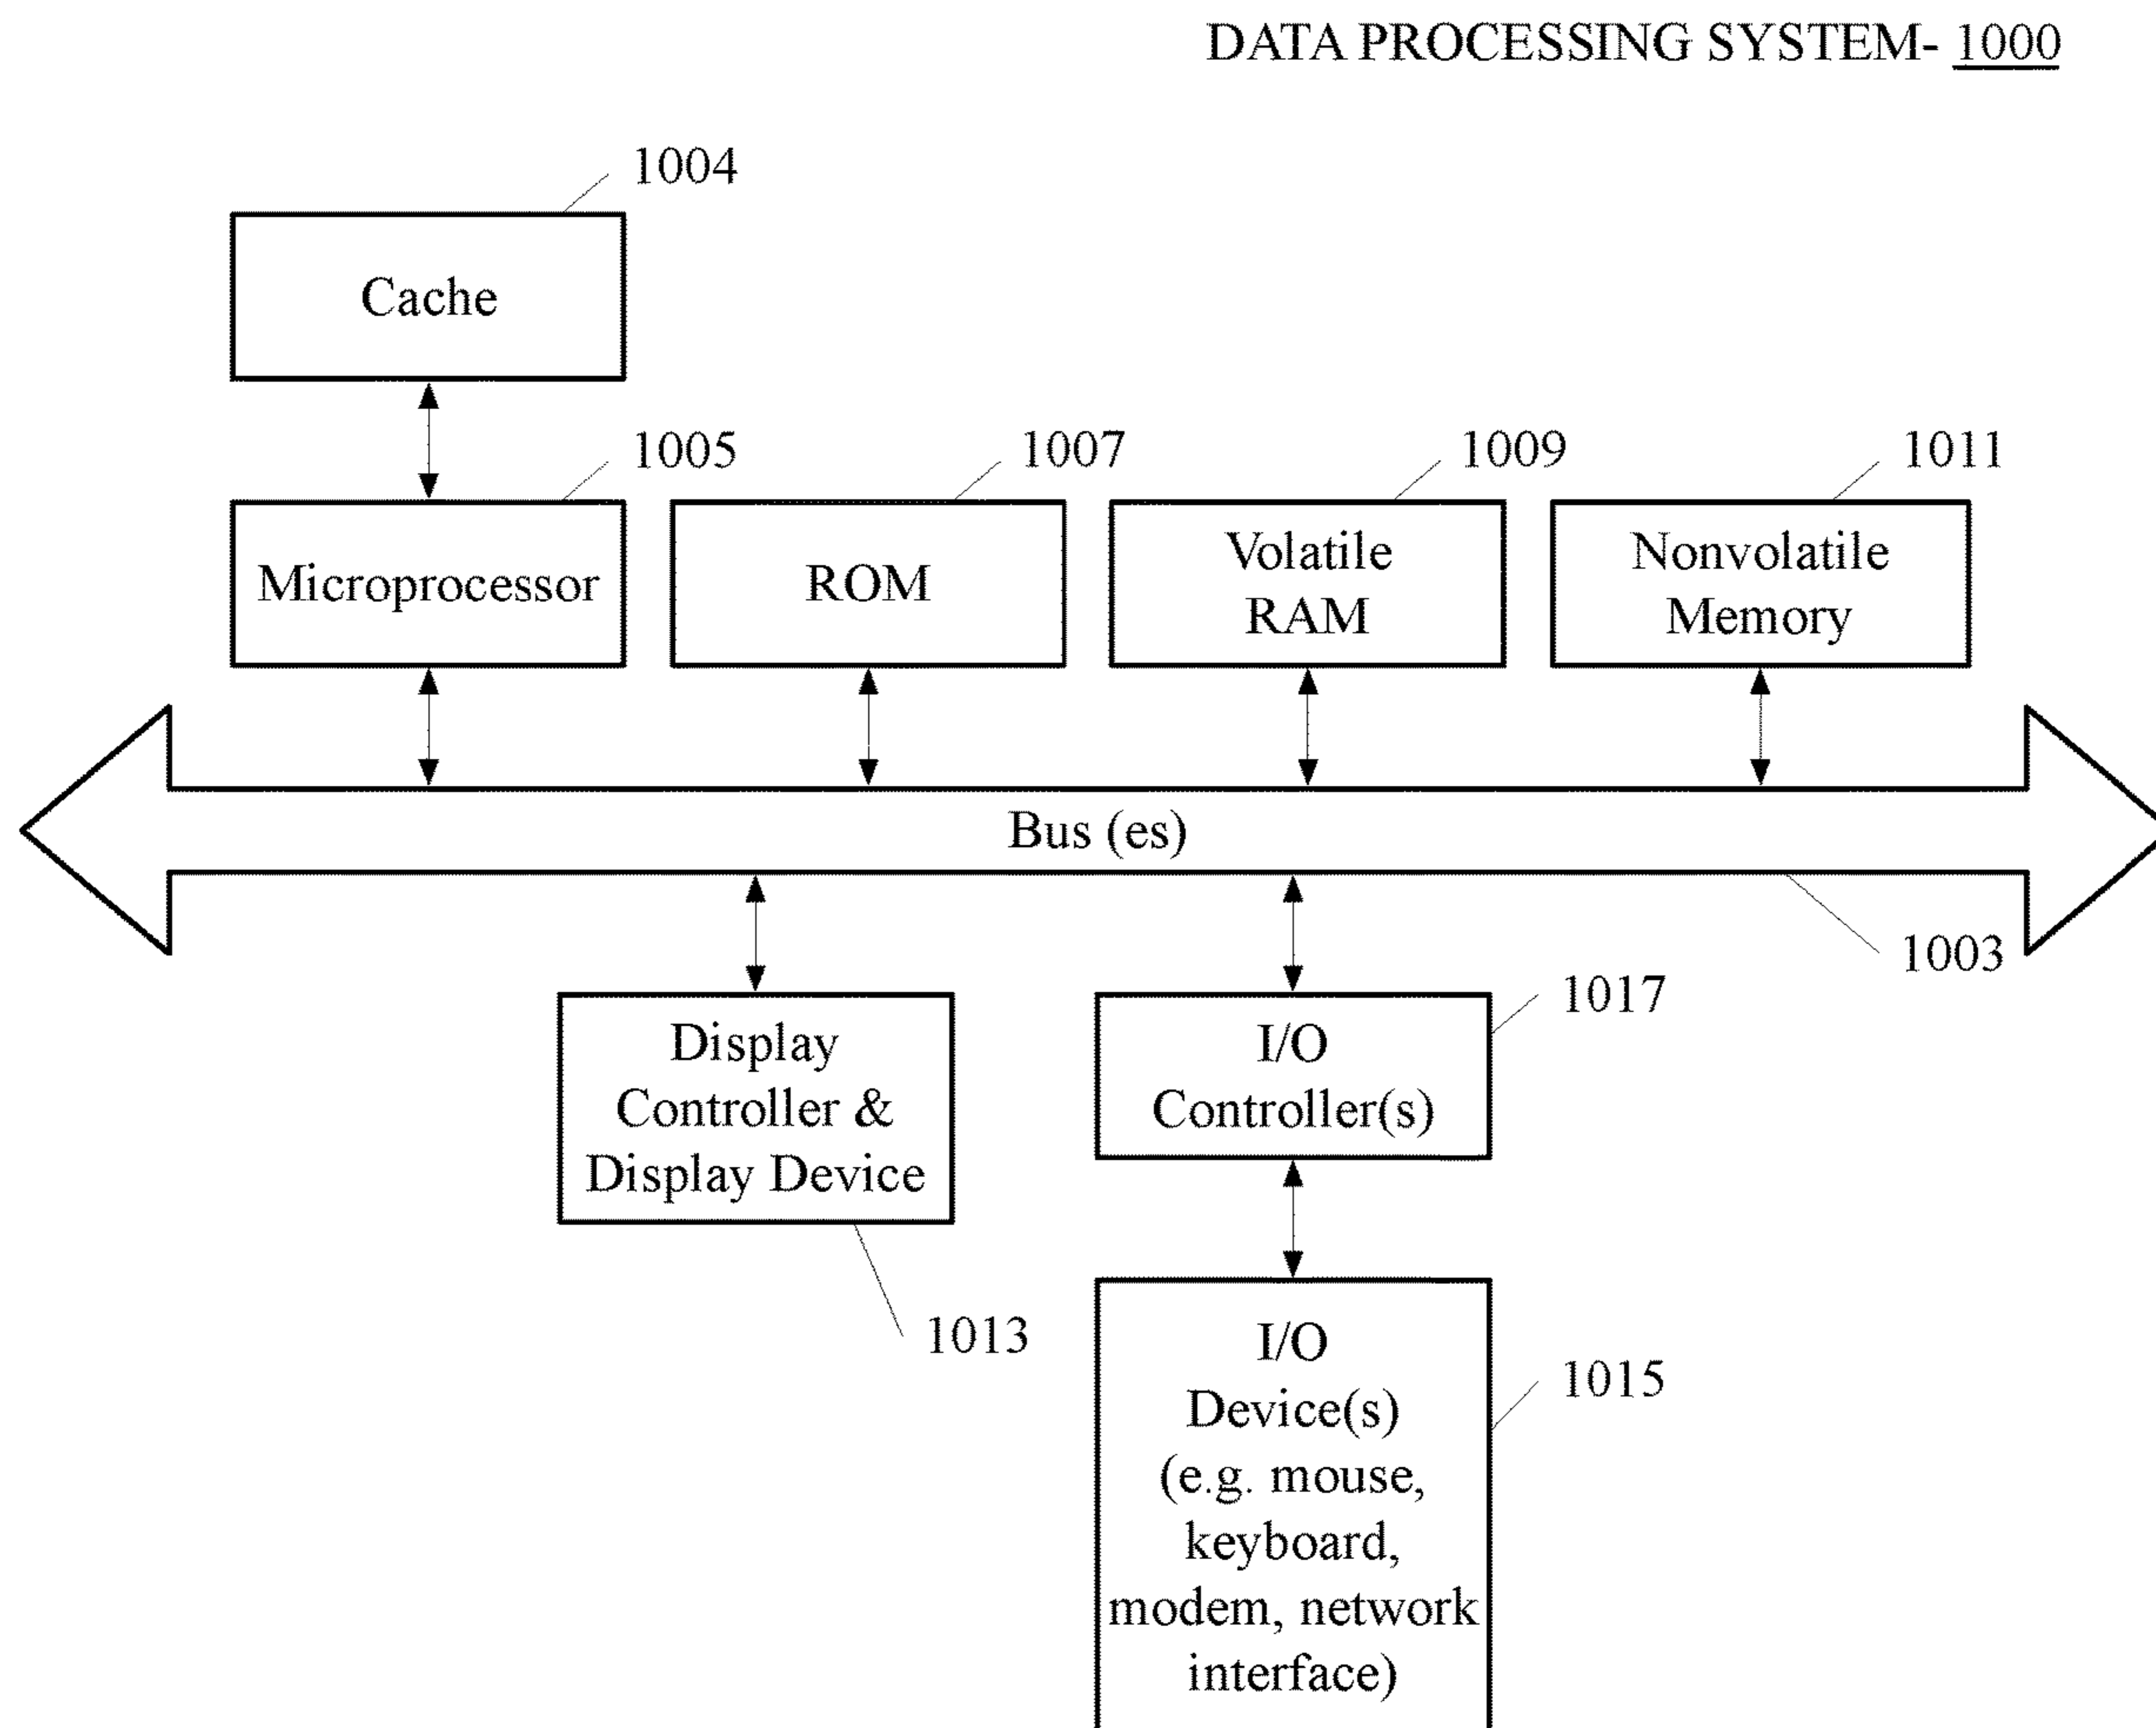 DATA PROCESSING SYSTEM- 1000
1004
Cache
1005
1007
1009
1011
Microprocessor
ROM
Volatile
RAM
Nonvolatile
Memory
Bus (es)
1003
1017
Display
Controller &
Display Device
I/O
Controller(s)
1013
1015
I/O
Device(s)
(e.g. mouse,
keyboard,
modem, network
interface)